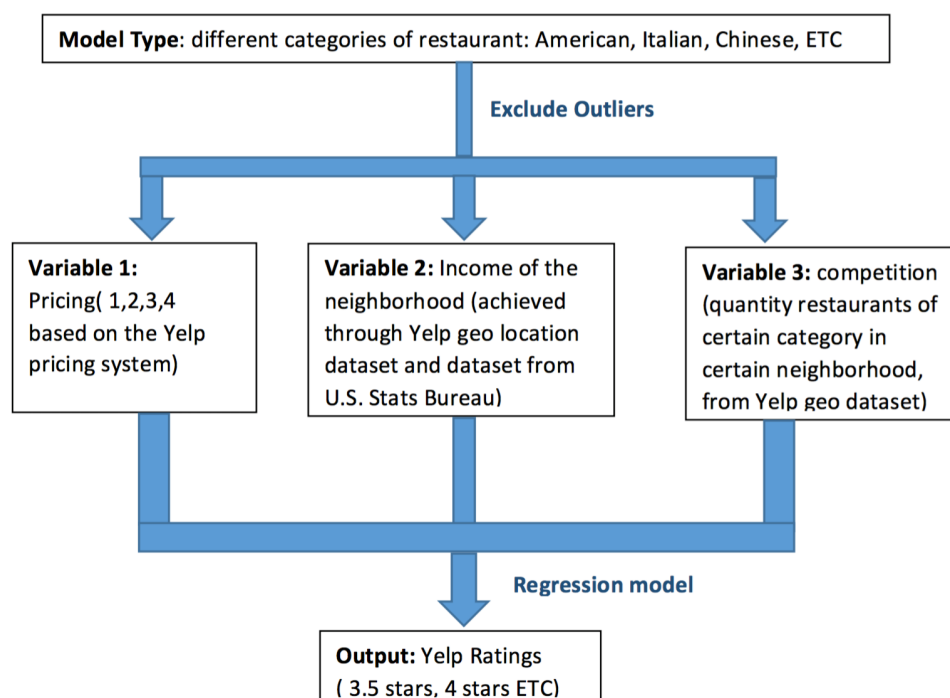 Model Type: different categories of restaurant: American, Italian, Chinese, ETC
Exclude Outliers
Variable 1:
Pricing( 1,2,3,4
based on the Yelp
pricing system)
Variable 2: Income of the
neighborhood (achieved
through Yelp geo location
dataset and dataset from
U.S. Stats Bureau)
Variable 3: competition
(quantity restaurants of
certain category in
certain neighborhood,
from Yelp geo dataset)
Regression model
Output: Yelp Ratings
( 3.5 stars, 4 stars ETC)